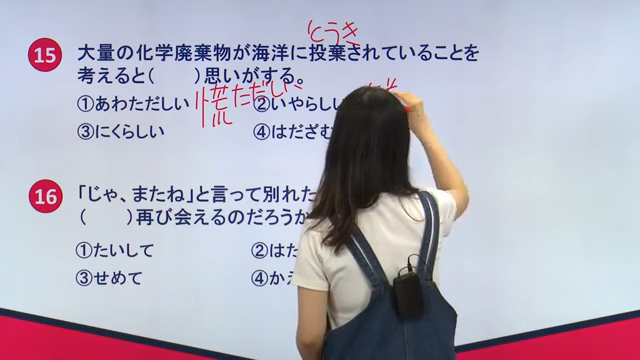 とうき
15 大量の化学廃棄物が海洋に投棄されていることを
考えると(　　)思いがする。
①あわただしい 慌ただしい ②いやらしい
③にくらしい ④はだざむ
16 「じゃ、またね」と言って別れた
(　　)再び会えるのだろうか
①たいして ②はた
③せめて ④かえ